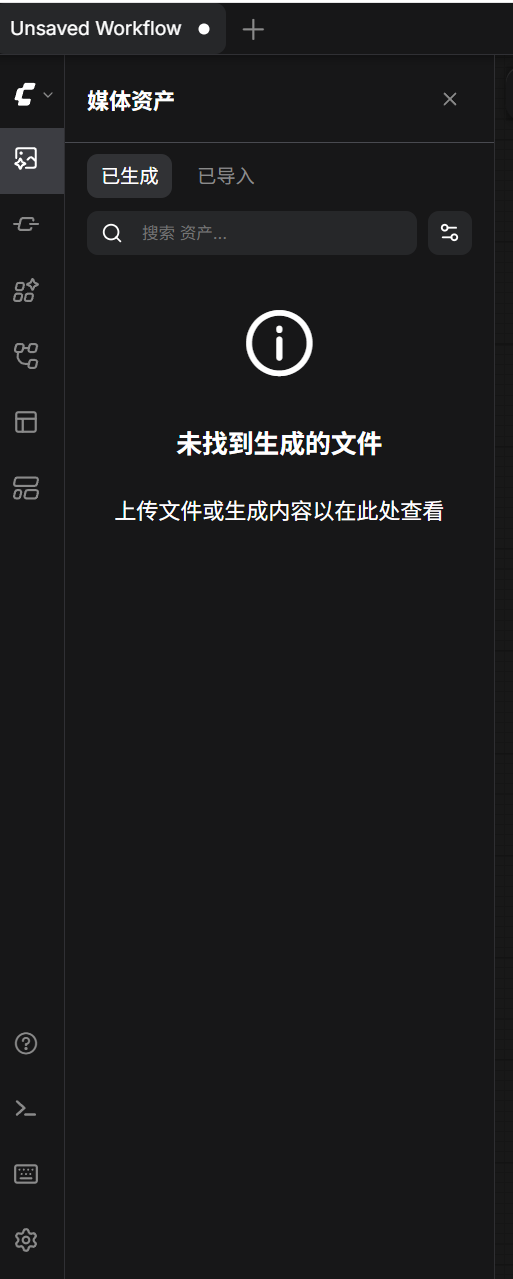 Unsaved Workflow
媒体资产
已生成
已导入
搜索 资产...
未找到生成的文件
上传文件或生成内容以在此处查看